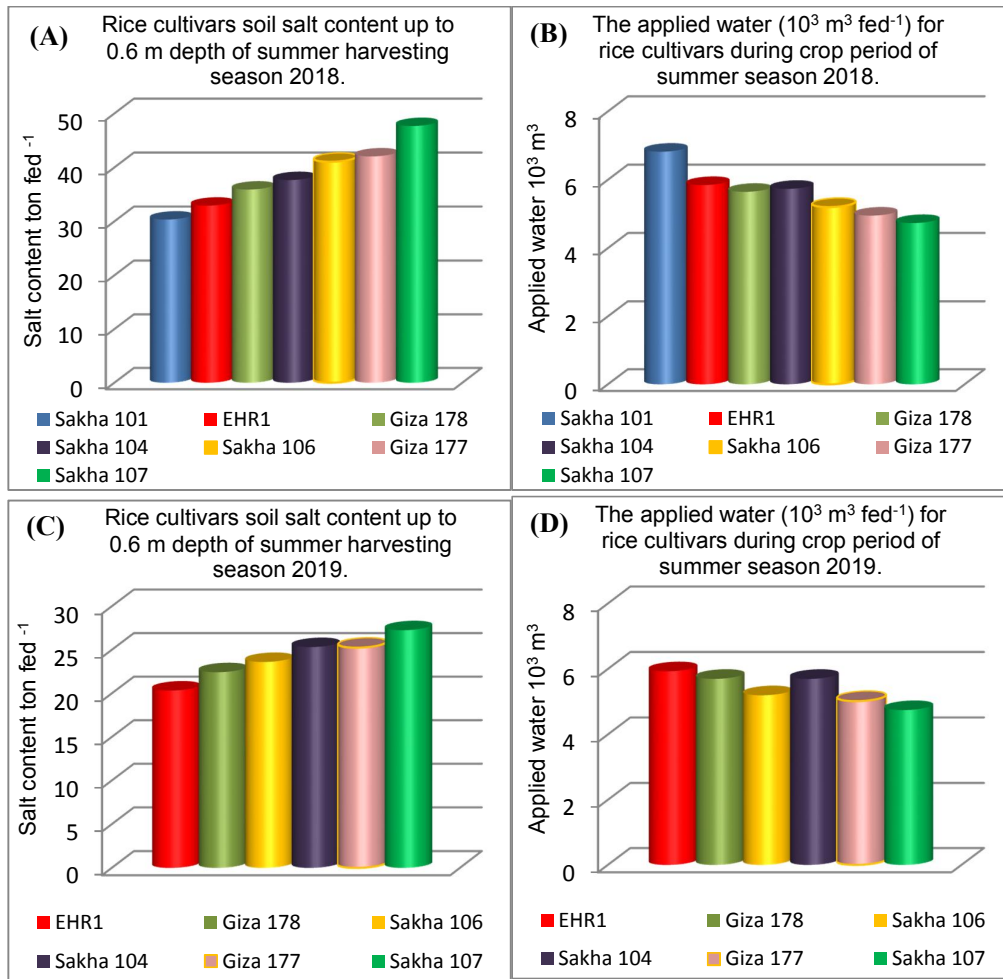 (A)
Rice cultivars soil salt content up to
0.6 m depth of summer harvesting
season 2018.
Salt content ton fed ⁻¹
50
40
30
20
10
0
Sakha 101 EHR1 Giza 178
Sakha 104 Sakha 106 Giza 177
Sakha 107
(B)
The applied water (10³ m³ fed⁻¹) for
rice cultivars during crop period of
summer season 2018.
Applied water 10³ m³
8
6
4
2
0
Sakha 101 EHR1 Giza 178
Sakha 104 Sakha 106 Giza 177
Sakha 107
(C)
Rice cultivars soil salt content up to
0.6 m depth of summer harvesting
season 2019.
Salt content ton fed ⁻¹
30
25
20
15
10
5
0
EHR1 Giza 178 Sakha 106
Sakha 104 Giza 177 Sakha 107
(D)
The applied water (10³ m³ fed⁻¹) for
rice cultivars during crop period of
summer season 2019.
Applied water 10³ m³
8
6
4
2
0
EHR1 Giza 178 Sakha 106
Sakha 104 Giza 177 Sakha 107